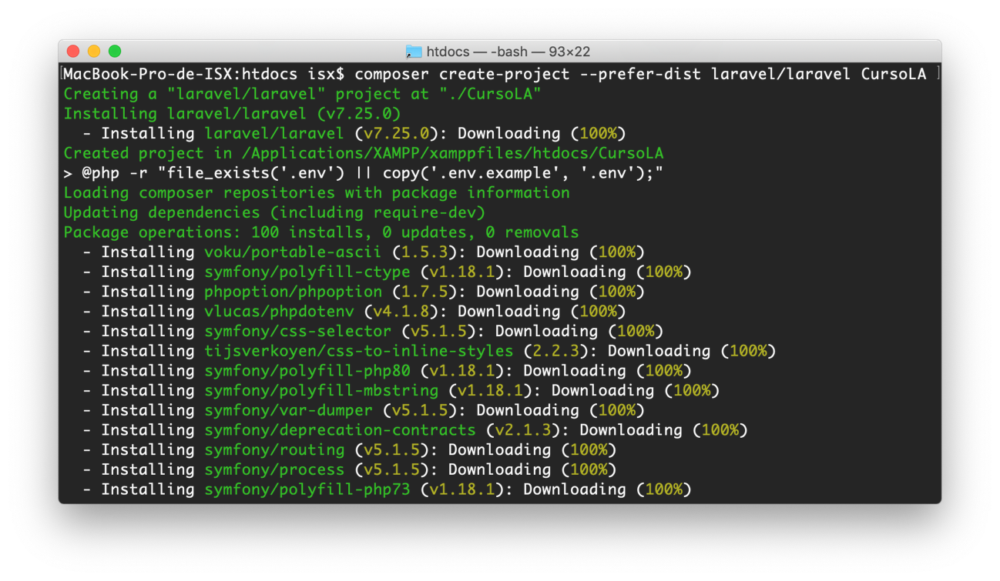 htdocs — -bash — 93×22
[MacBook-Pro-de-ISX:htdocs isx$ composer create-project --prefer-dist laravel/laravel CursoLA ]
Creating a "laravel/laravel" project at "./CursoLA"
Installing laravel/laravel (v7.25.0)
  - Installing laravel/laravel (v7.25.0): Downloading (100%)
Created project in /Applications/XAMPP/xamppfiles/htdocs/CursoLA
> @php -r "file_exists('.env') || copy('.env.example', '.env');"
Loading composer repositories with package information
Updating dependencies (including require-dev)
Package operations: 100 installs, 0 updates, 0 removals
  - Installing voku/portable-ascii (1.5.3): Downloading (100%)
  - Installing symfony/polyfill-ctype (v1.18.1): Downloading (100%)
  - Installing phpoption/phpoption (1.7.5): Downloading (100%)
  - Installing vlucas/phpdotenv (v4.1.8): Downloading (100%)
  - Installing symfony/css-selector (v5.1.5): Downloading (100%)
  - Installing tijsverkoyen/css-to-inline-styles (2.2.3): Downloading (100%)
  - Installing symfony/polyfill-php80 (v1.18.1): Downloading (100%)
  - Installing symfony/polyfill-mbstring (v1.18.1): Downloading (100%)
  - Installing symfony/var-dumper (v5.1.5): Downloading (100%)
  - Installing symfony/deprecation-contracts (v2.1.3): Downloading (100%)
  - Installing symfony/routing (v5.1.5): Downloading (100%)
  - Installing symfony/process (v5.1.5): Downloading (100%)
  - Installing symfony/polyfill-php73 (v1.18.1): Downloading (100%)